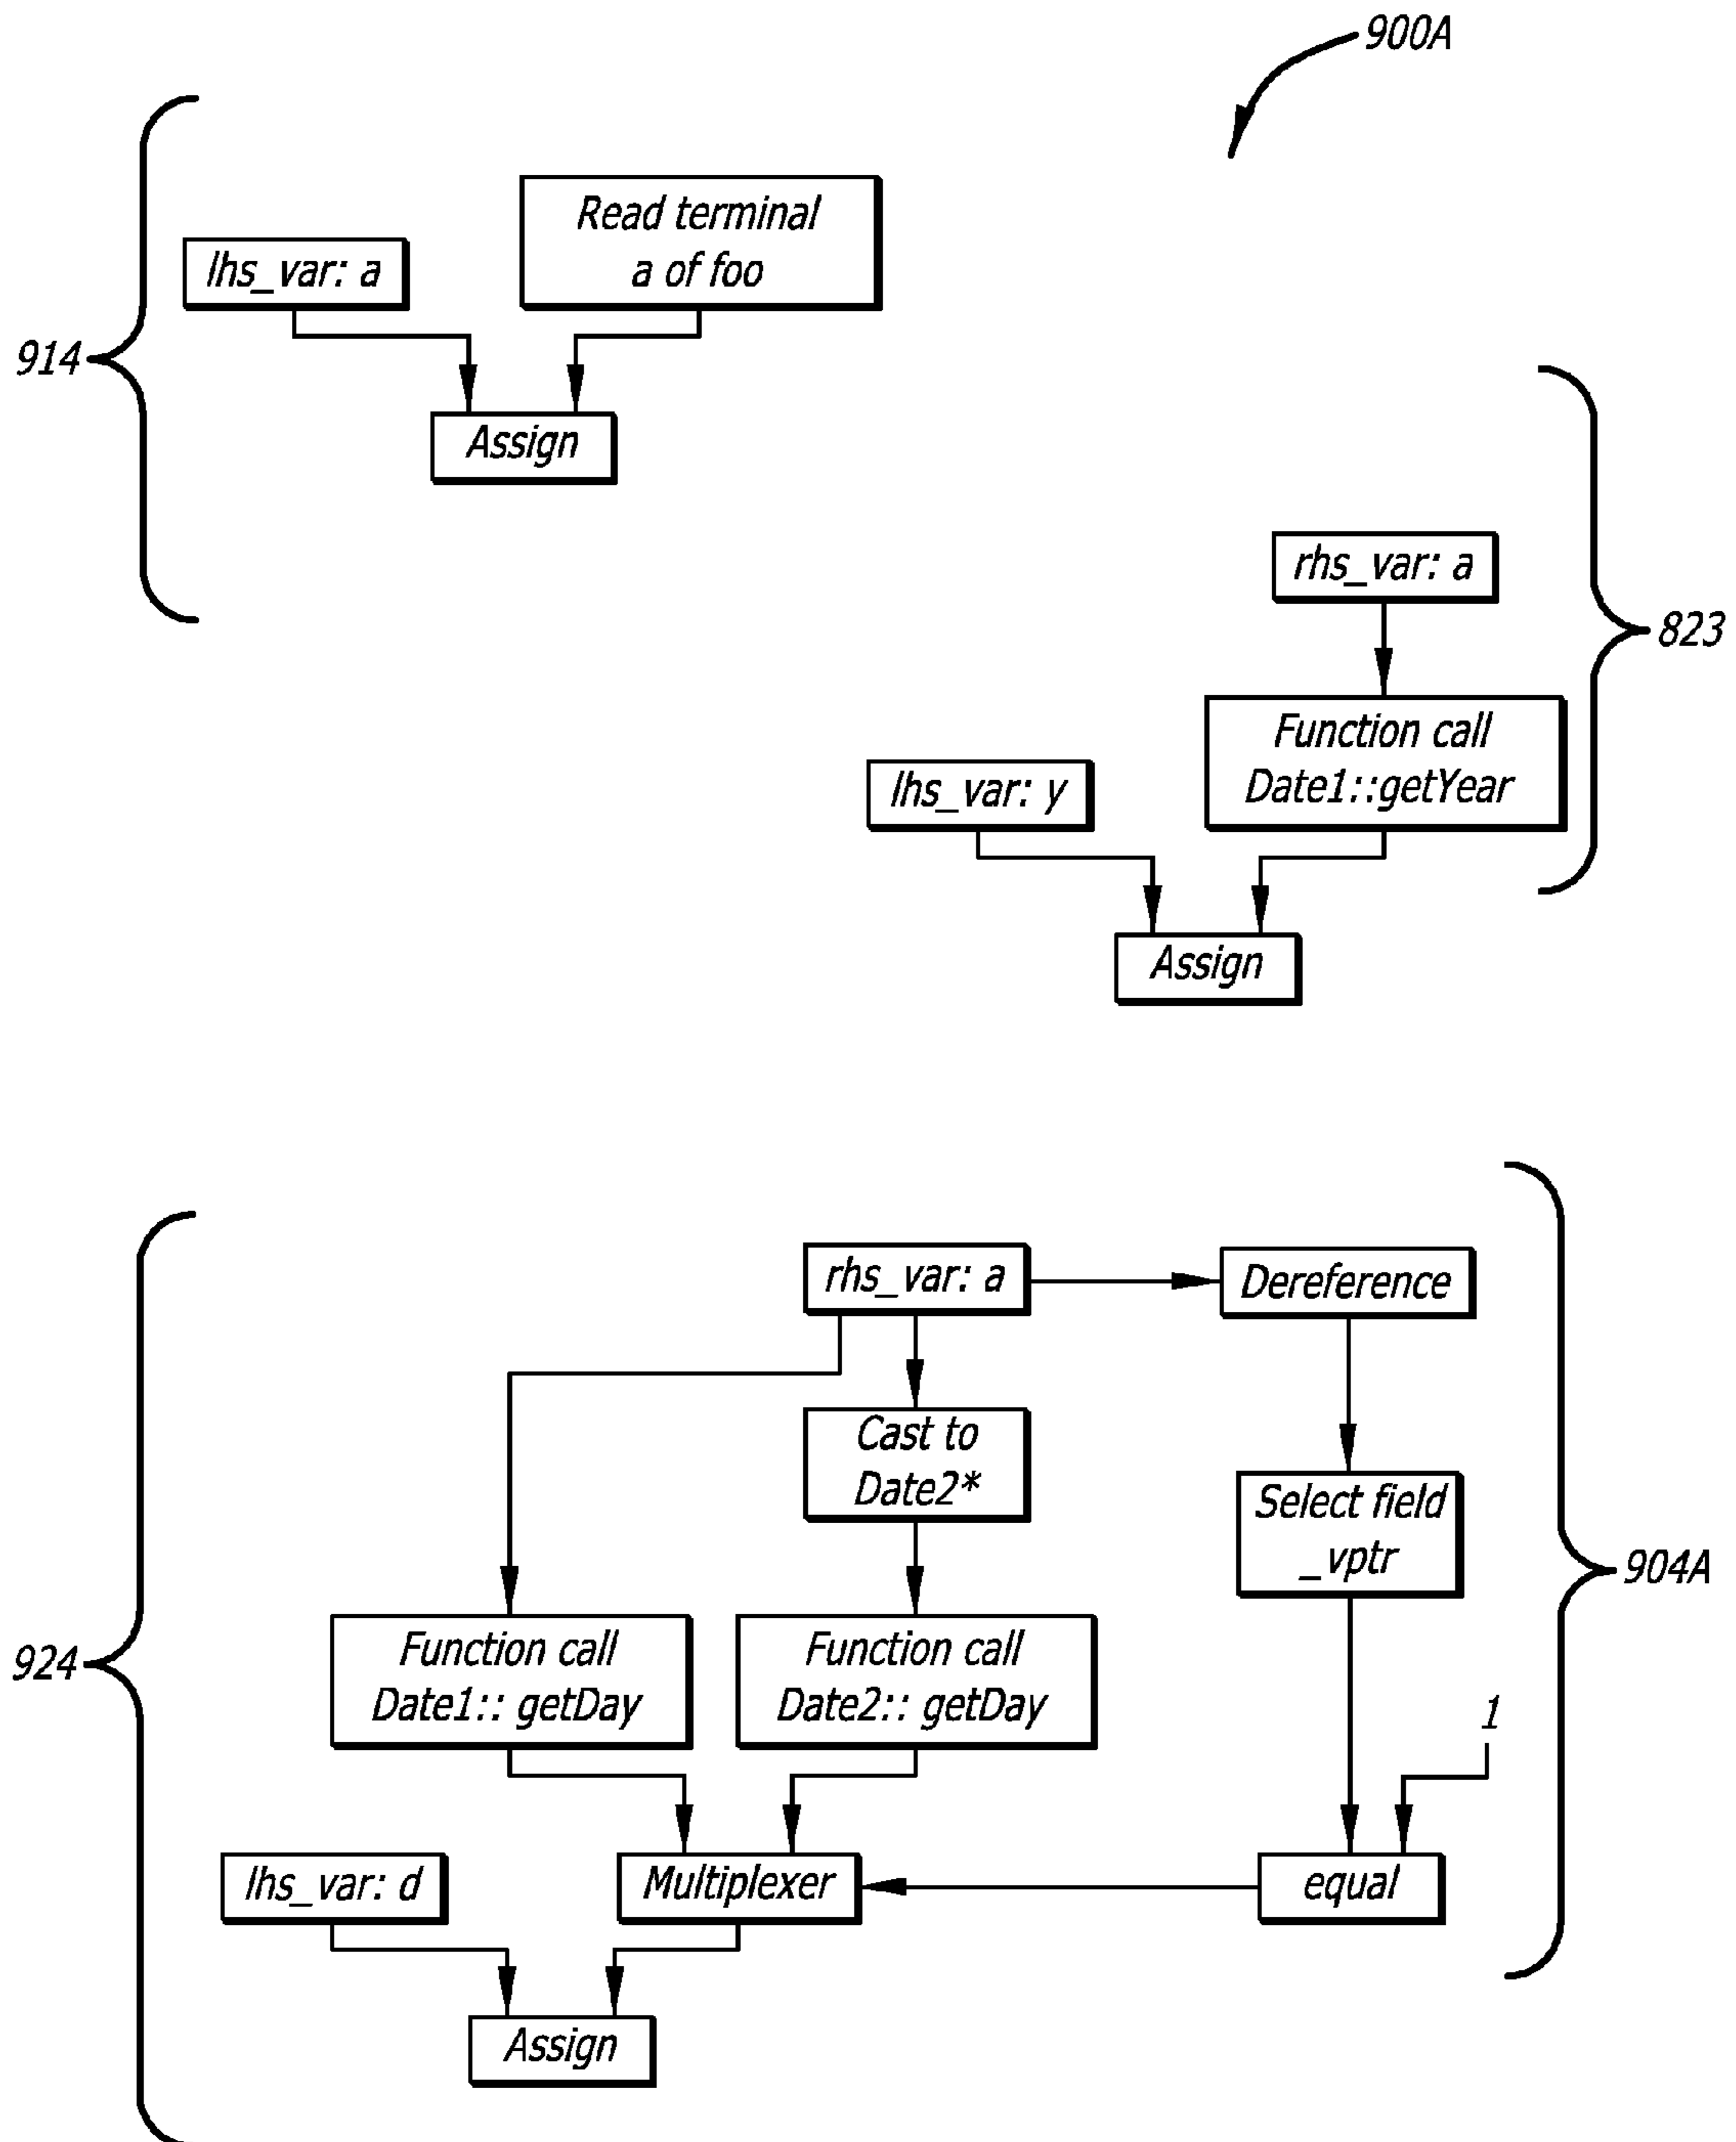 900A
Read terminal
a of foo
lhs_var: a
914
Assign
rhs_var: a
823
Function call
Date1::getYear
lhs_var: y
Assign
rhs_var: a
Dereference
Cast to
Date2*
Select field
_vptr
904A
Function call
Date1:: getDay
Function call
Date2:: getDay
924
1
lhs_var: d
Multiplexer
equal
Assign